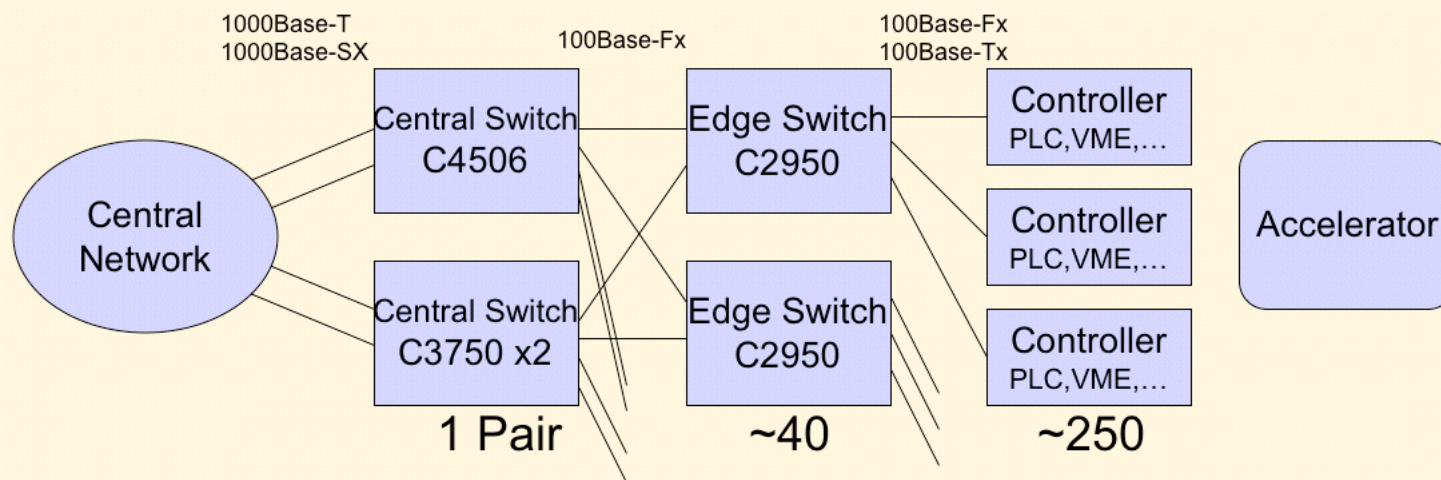 1000Base-T
1000Base-SX
100Base-Fx
100Base-Fx
100Base-Tx
Central
Network
Central Switch
C4506
Central Switch
C3750 x2
1 Pair
Edge Switch
C2950
Edge Switch
C2950
~40
Controller
PLC,VME,…
Controller
PLC,VME,…
Controller
PLC,VME,…
~250
Accelerator